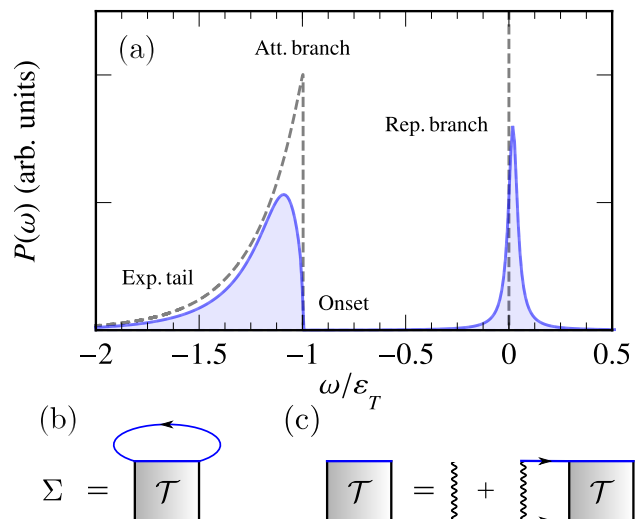 (a)
Att. branch
Rep. branch
Exp. tail
Onset
P(ω) (arb. units)
−2 −1.5 −1 −0.5 0 0.5
ω/ε_T
(b) (c)
Σ = 𝒯 𝒯 = + 𝒯